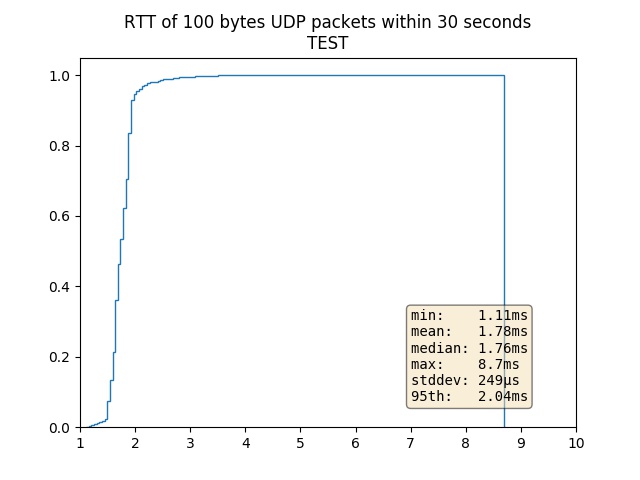 RTT of 100 bytes UDP packets within 30 seconds
TEST
1.0
0.8
0.6
0.4
0.2
0.0
min: 1.11ms
mean: 1.78ms
median: 1.76ms
max: 8.7ms
stddev: 249µs
95th: 2.04ms
1 2 3 4 5 6 7 8 9 10